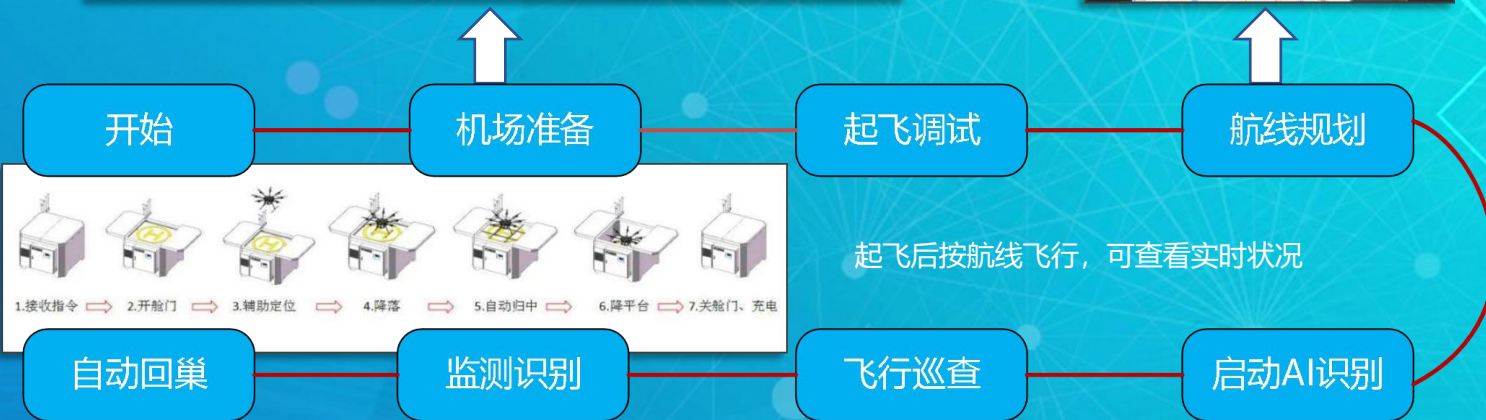 开始
机场准备
起飞调试
航线规划
起飞后按航线飞行，可查看实时状况
1.接收指令
2.开舱门
3.辅助定位
4.降落
5.自动归中
6.降平台
7.关舱门、充电
自动回巢
监测识别
飞行巡查
启动AI识别